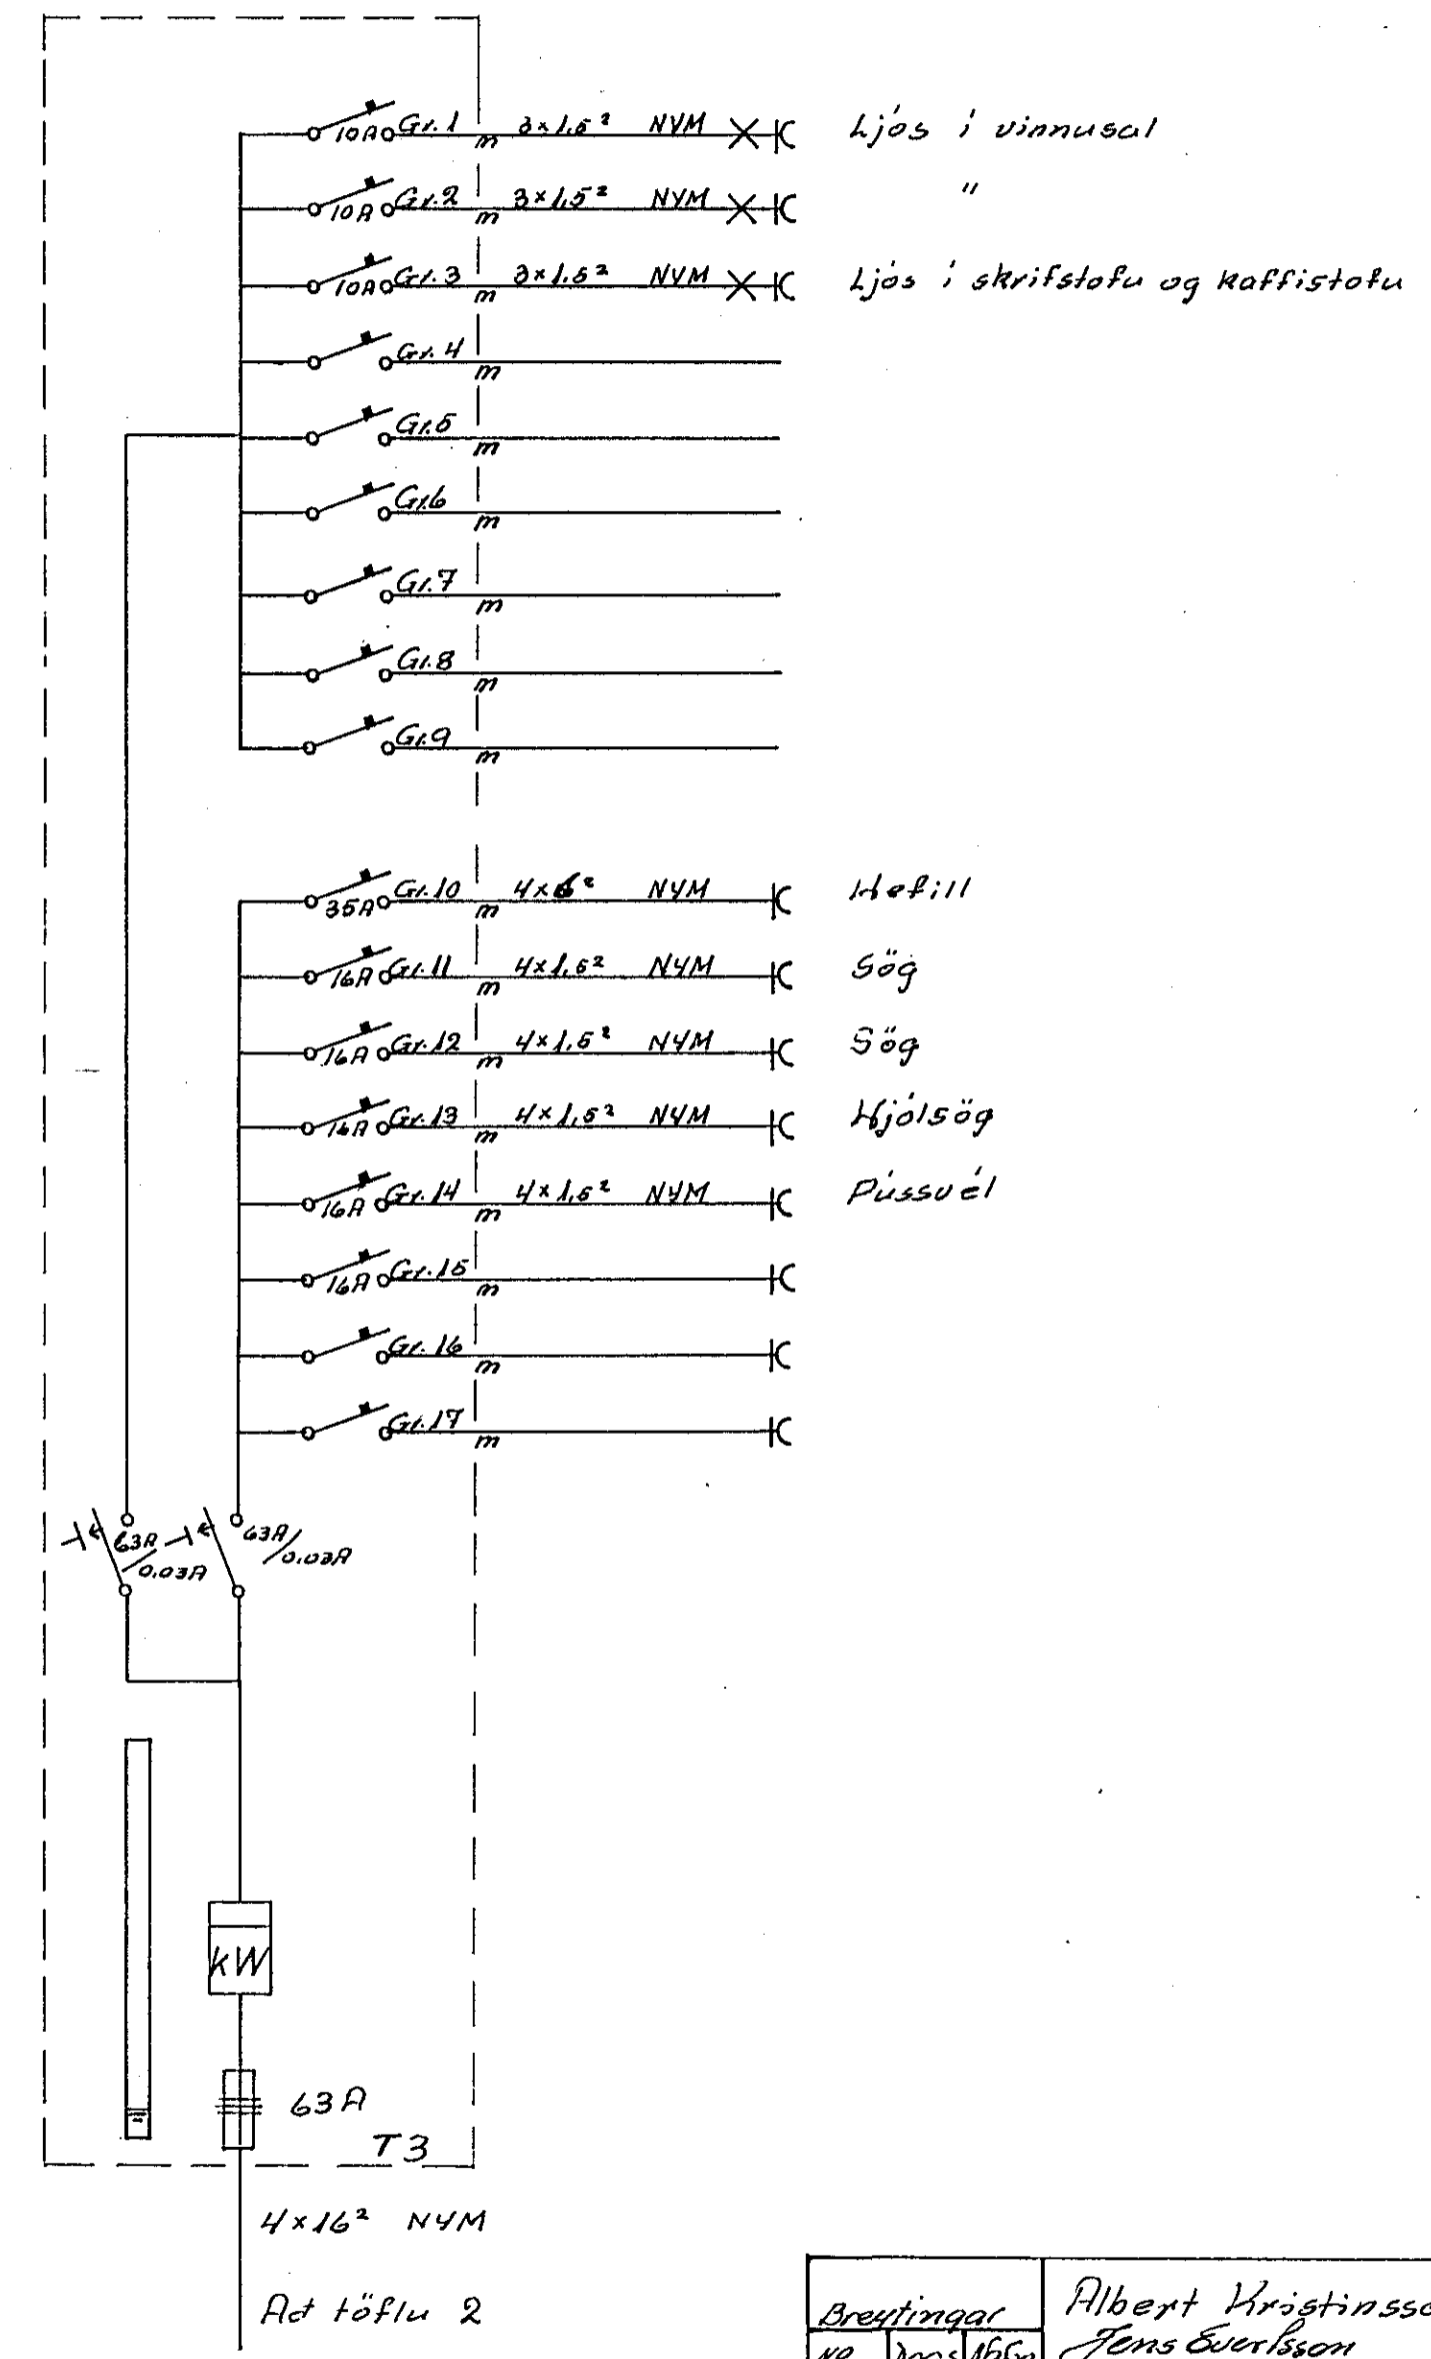 10A Gr.1 m 3×1,5² NYM Ljós í vinnusal
10A Gr.2 m 3×1,5² NYM "
10A Gr.3 m 3×1,5² NYM Ljós í skrifstofu og kaffistofu
Gr.4 m
Gr.5 m
Gr.6 m
Gr.7 m
Gr.8 m
Gr.9 m
35A Gr.10 m 4×6² NYM Hefill
16A Gr.11 m 4×1,5² NYM Sög
16A Gr.12 m 4×1,5² NYM Sög
16A Gr.13 m 4×1,5² NYM Hjólsög
16A Gr.14 m 4×1,5² NYM Pússvél
16A Gr.15 m
Gr.16 m
Gr.17 m
63A/0.03A
63A/0.03A
kW
63A
T3
4×16² NYM
Að töflu 2
Breytingar
Albert Kristinsso
Jens